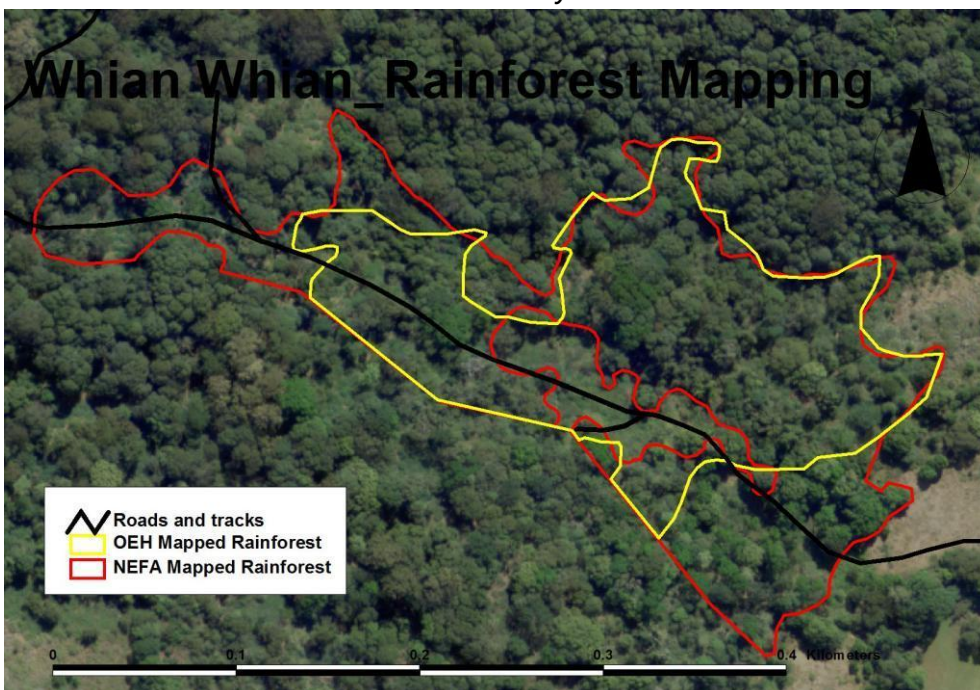 Whian Whian_Rainforest Mapping
Roads and tracks
OEH Mapped Rainforest
NEFA Mapped Rainforest
0 0.1 0.2 0.3 0.4 Kilometers